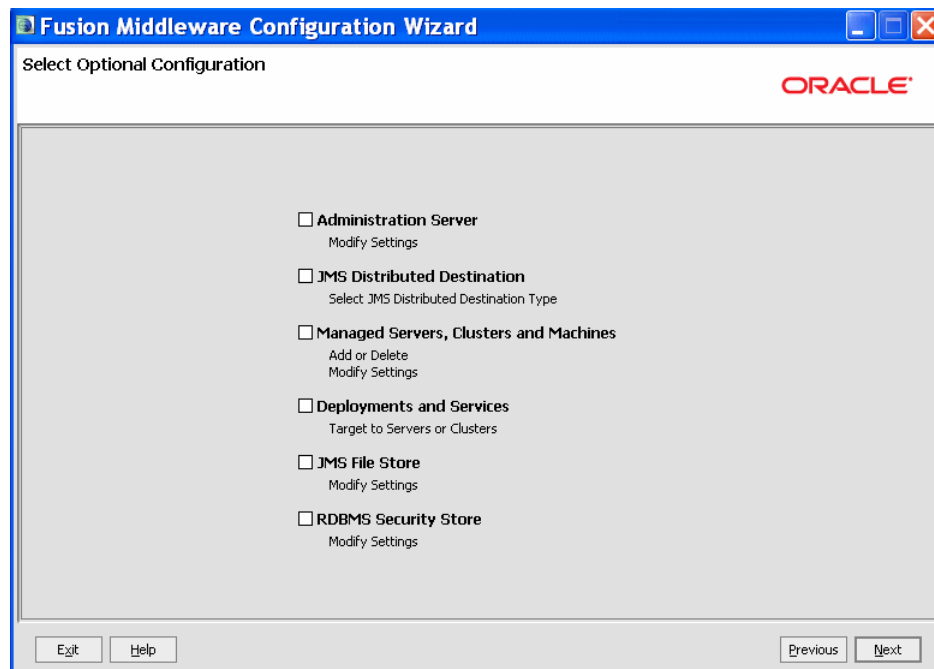 Fusion Middleware Configuration Wizard
Select Optional Configuration
ORACLE
Administration Server
Modify Settings
JMS Distributed Destination
Select JMS Distributed Destination Type
Managed Servers, Clusters and Machines
Add or Delete
Modify Settings
Deployments and Services
Target to Servers or Clusters
JMS File Store
Modify Settings
RDBMS Security Store
Modify Settings
Exit Help Previous Next